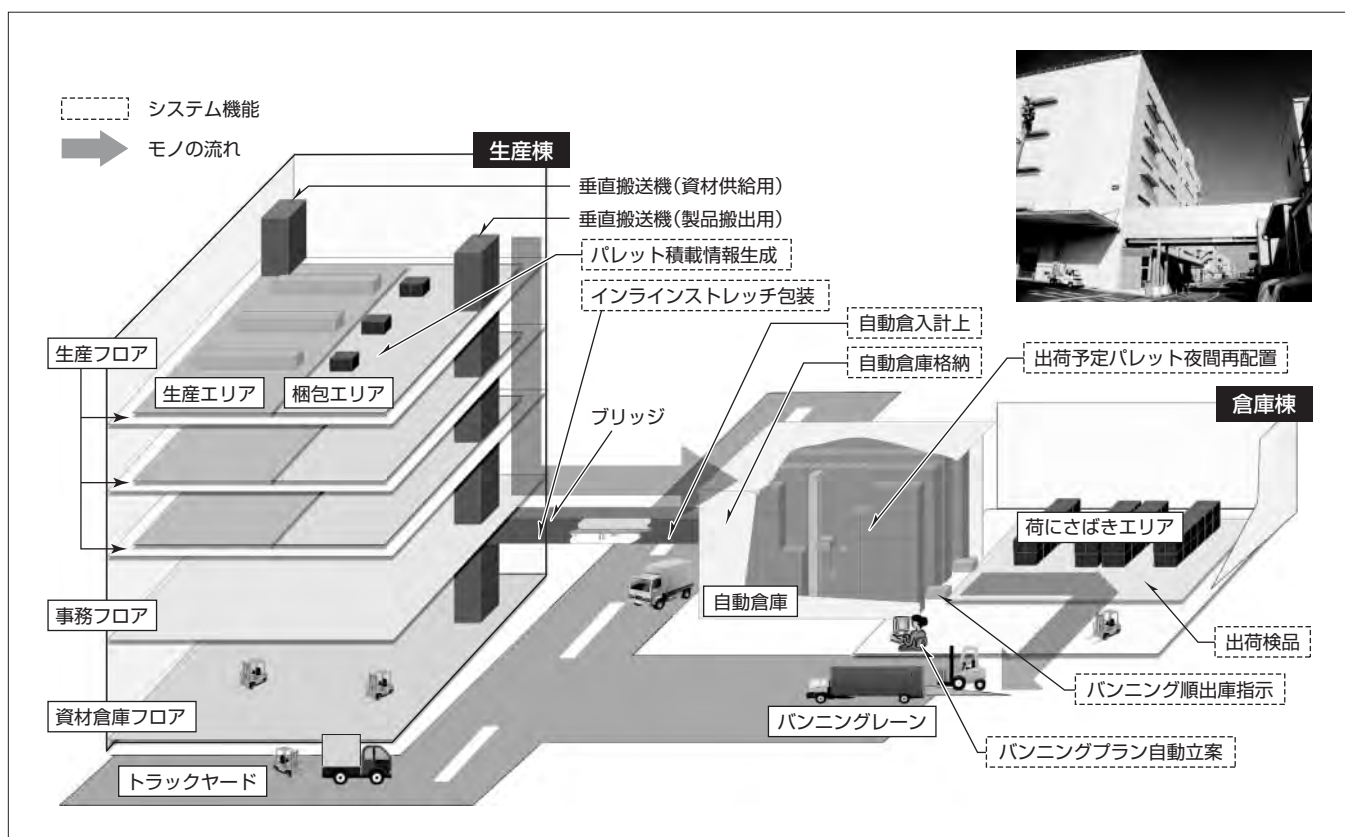 システム機能
モノの流れ
生産棟
垂直搬送機(資材供給用)
垂直搬送機(製品搬出用)
パレット積載情報生成
インラインストレッチ包装
自動倉入計上
自動倉庫格納
出荷予定パレット夜間再配置
倉庫棟
生産フロア
生産エリア
梱包エリア
ブリッジ
荷にさばきエリア
自動倉庫
事務フロア
出荷検品
バンニング順出庫指示
資材倉庫フロア
バンニングレーン
バンニングプラン自動立案
トラックヤード